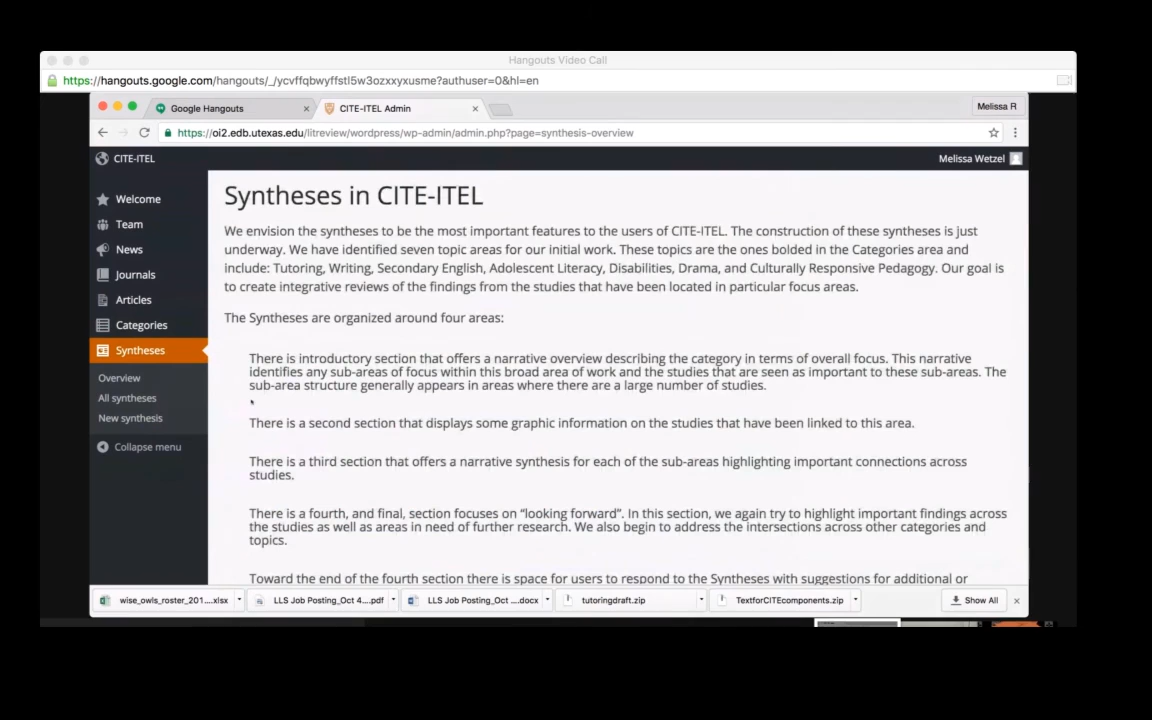 Hangouts Video Call
https://hangouts.google.com/hangouts/_/ycvffqbwyffstl5w3ozxxyxusme?authuser=0&hl=en
Google Hangouts
CITE-ITEL Admin
Melissa R
https://oi2.edb.utexas.edu/litreview/wordpress/wp-admin/admin.php?page=synthesis-overview
CITE-ITEL
Melissa Wetzel
Welcome
Team
News
Journals
Articles
Categories
Syntheses
Overview
All syntheses
New synthesis
Collapse menu
Syntheses in CITE-ITEL
We envision the syntheses to be the most important features to the users of CITE-ITEL. The construction of these syntheses is just
underway. We have identified seven topic areas for our initial work. These topics are the ones bolded in the Categories area and
include: Tutoring, Writing, Secondary English, Adolescent Literacy, Disabilities, Drama, and Culturally Responsive Pedagogy. Our goal is
to create integrative reviews of the findings from the studies that have been located in particular focus areas.
The Syntheses are organized around four areas:
There is introductory section that offers a narrative overview describing the category in terms of overall focus. This narrative
identifies any sub-areas of focus within this broad area of work and the studies that are seen as important to these sub-areas. The
sub-area structure generally appears in areas where there are a large number of studies.
There is a second section that displays some graphic information on the studies that have been linked to this area.
There is a third section that offers a narrative synthesis for each of the sub-areas highlighting important connections across
studies.
There is a fourth, and final, section focuses on “looking forward”. In this section, we again try to highlight important findings across
the studies as well as areas in need of further research. We also begin to address the intersections across other categories and
topics.
Toward the end of the fourth section there is space for users to respond to the Syntheses with suggestions for additional or
wise_owls_roster_201....xlsx
LLS Job Posting_Oct 4....pdf
LLS Job Posting_Oct ....docx
tutoringdraft.zip
TextforCITEcomponents.zip
Show All